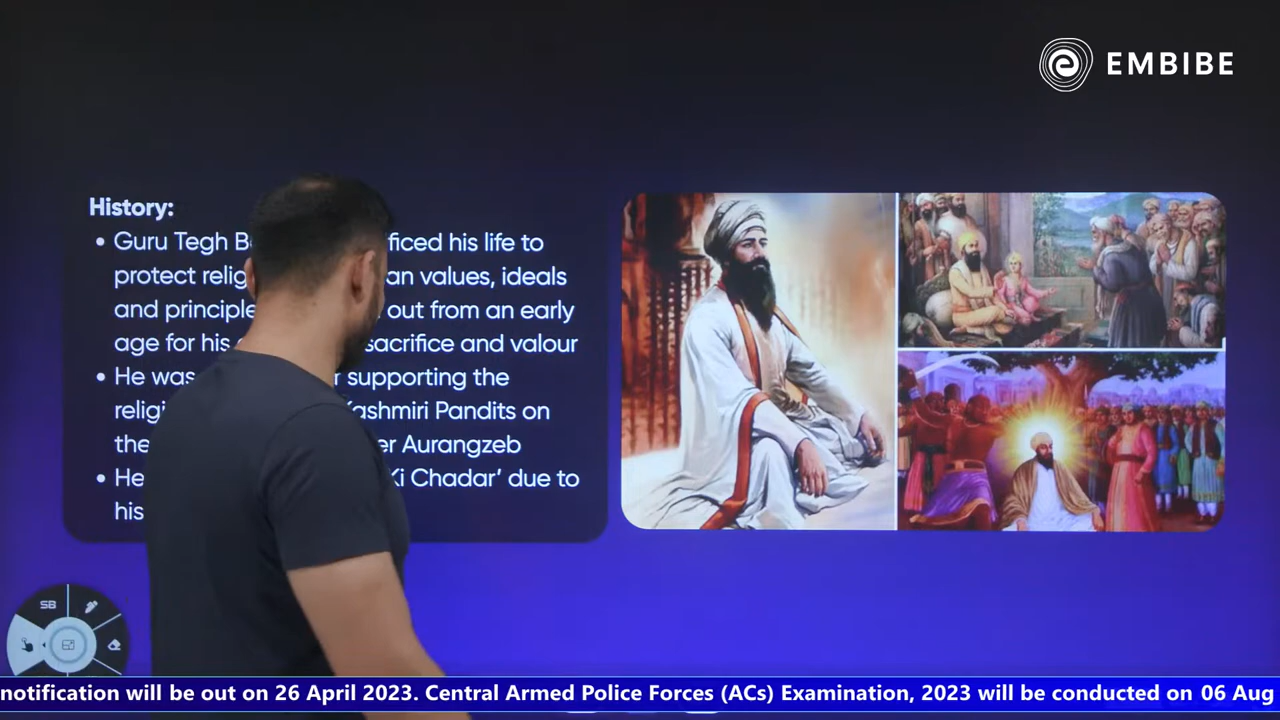 EMBIBE
History:
• Guru Tegh B ficed his life to
protect relig an values, ideals
and principle out from an early
age for his sacrifice and valour
• He was r supporting the
religi Kashmiri Pandits on
the er Aurangzeb
• He Ki Chadar’ due to
his
SB
notification will be out on 26 April 2023. Central Armed Police Forces (ACs) Examination, 2023 will be conducted on 06 Aug